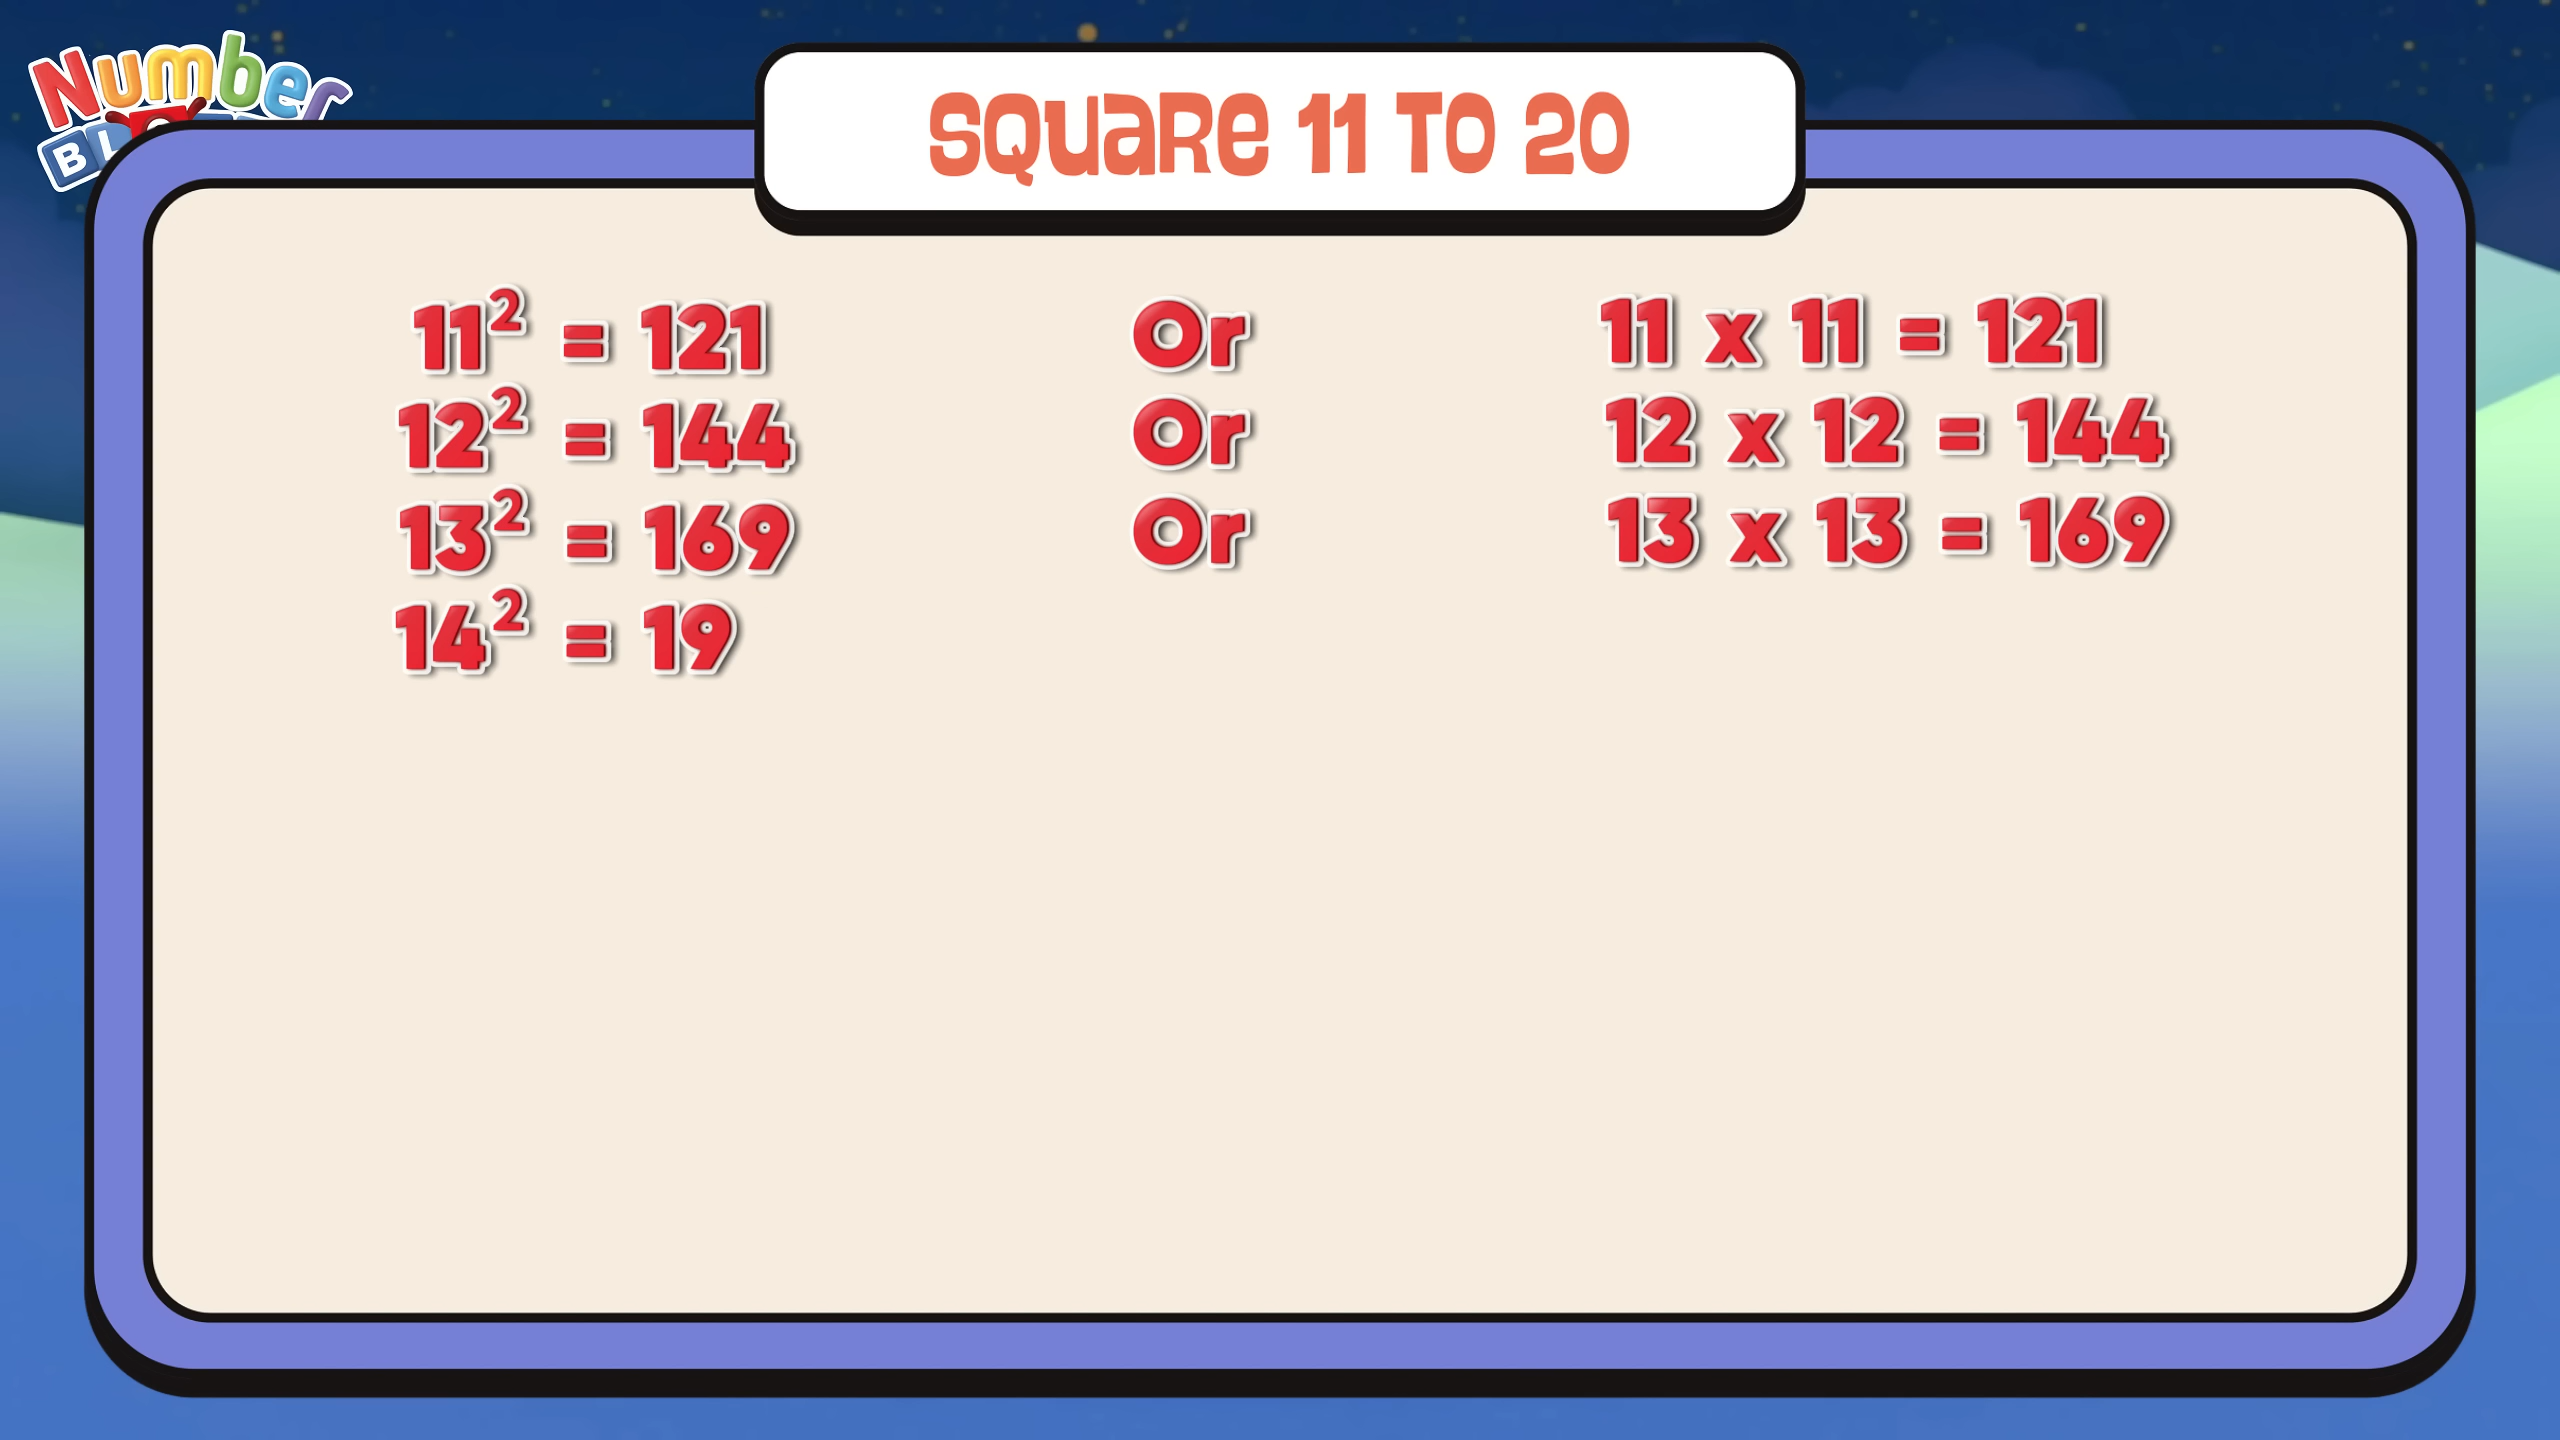 Number
BL
SQUARE 11 TO 20
11² = 121 Or 11 x 11 = 121
12² = 144 Or 12 x 12 = 144
13² = 169 Or 13 x 13 = 169
14² = 19